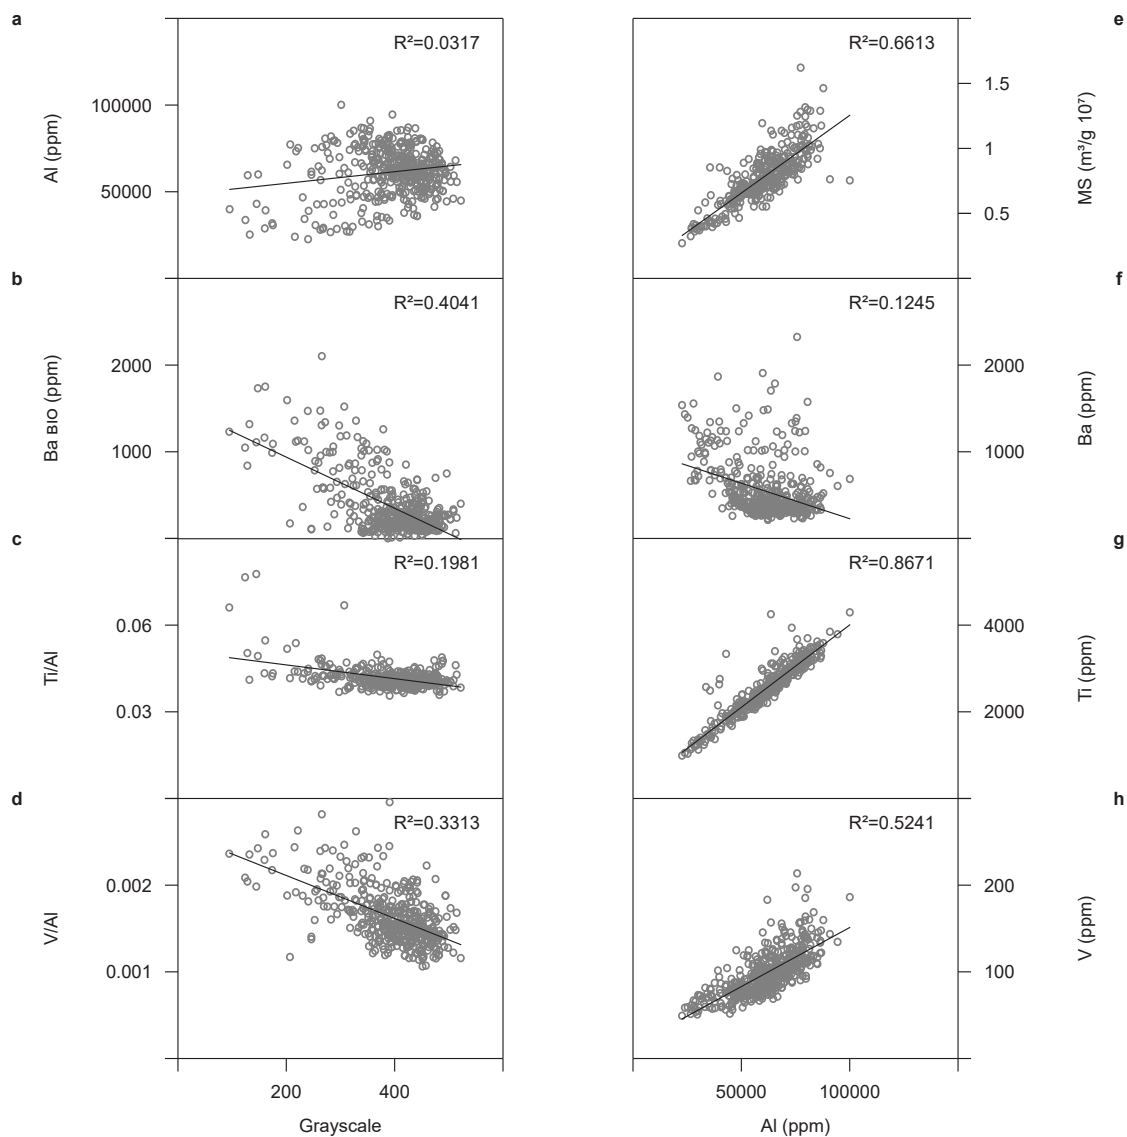 a
R²=0.0317
100000
50000
Al (ppm)
b
R²=0.4041
2000
1000
Ba BIO (ppm)
c
R²=0.1981
0.06
0.03
Ti/Al
d
R²=0.3313
0.002
0.001
V/Al
200
400
Grayscale
e
R²=0.6613
1.5
1
0.5
MS (m³/g 10⁷)
f
R²=0.1245
2000
1000
Ba (ppm)
g
R²=0.8671
4000
2000
Ti (ppm)
h
R²=0.5241
200
100
V (ppm)
50000
100000
Al (ppm)